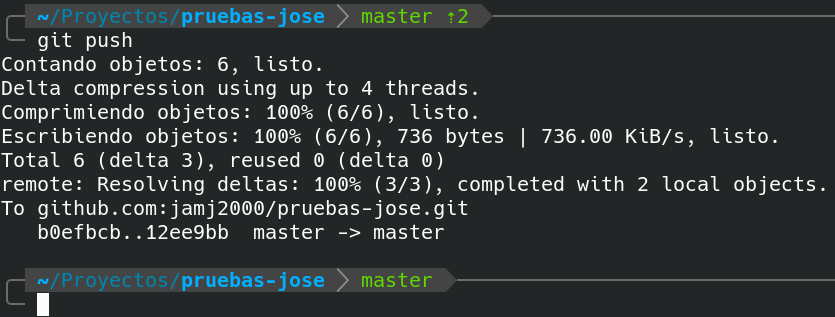 ~/Proyectos/pruebas-jose master ⇡2
git push
Contando objetos: 6, listo.
Delta compression using up to 4 threads.
Comprimiendo objetos: 100% (6/6), listo.
Escribiendo objetos: 100% (6/6), 736 bytes | 736.00 KiB/s, listo.
Total 6 (delta 3), reused 0 (delta 0)
remote: Resolving deltas: 100% (3/3), completed with 2 local objects.
To github.com:jamj2000/pruebas-jose.git
b0efbcb..12ee9bb  master -> master
~/Proyectos/pruebas-jose master